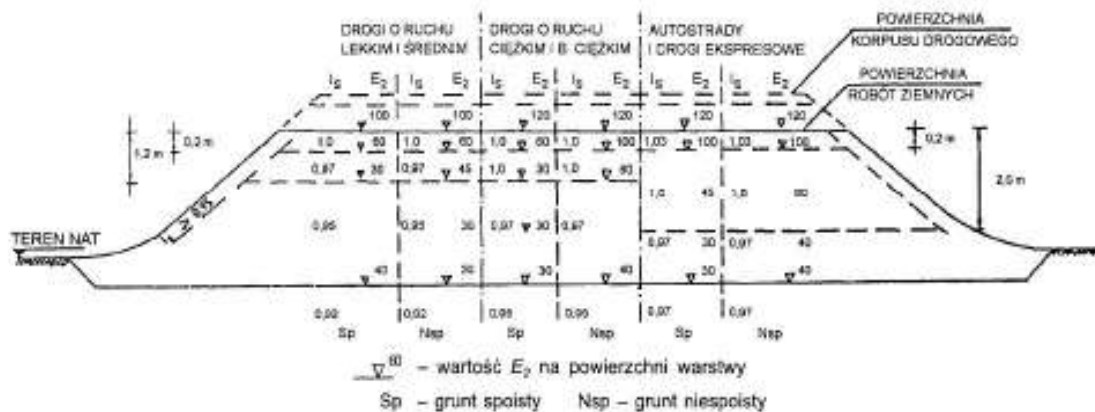 DROGI O RUCHU LEKKIM I ŚREDNIM
DROGI O RUCHU CIĘŻKIM I B. CIĘŻKIM
AUTOSTRADY I DROGI EKSPRESOWE
POWIERZCHNIA KORPUSU DROGOWEGO
POWIERZCHNIA ROBÓT ZIEMNYCH
Is E₂ Is E₂ Is E₂ Is E₂ Is E₂ Is E₂
100 100 120 120 120 120
1,2 m 0,2 m 1,0 60 1,0 60 1,0 60 1,0 100 1,03 100 1,03 100 0,2 m
0,97 30 0,97 45 1,0 30 1,0 60
1,0 45 1,0 2,0 m
0,95 0,95 30 0,97 30 0,97
TEREN NAT
0,97 30 0,97 40
40 30 30 40 30 40
0,92 0,92 0,95 0,95 0,97 0,97
Sp Nsp Sp Nsp Sp Nsp
60 – wartość E₂ na powierzchni warstwy
Sp – grunt spoisty Nsp – grunt niespoisty